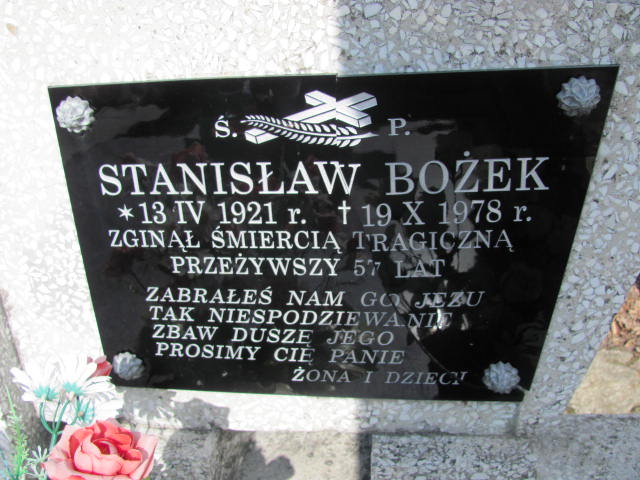 Ś. P.
STANISŁAW BOŻEK
* 13 IV 1921 r. † 19 X 1978 r.
ZGINĄŁ ŚMIERCIĄ TRAGICZNĄ
PRZEŻYWSZY 57 LAT
ZABRAŁEŚ NAM GO JEZU
TAK NIESPODZIEWANIE
ZBAW DUSZĘ JEGO
PROSIMY CIĘ PANIE
ŻONA I DZIECI